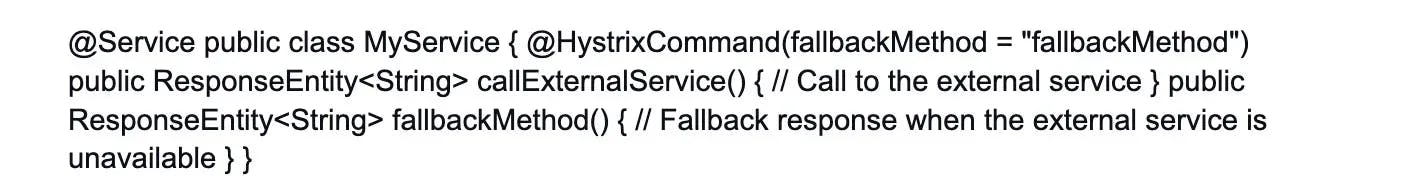 @Service public class MyService { @HystrixCommand(fallbackMethod = "fallbackMethod")
public ResponseEntity<String> callExternalService() { // Call to the external service } public
ResponseEntity<String> fallbackMethod() { // Fallback response when the external service is
unavailable } }